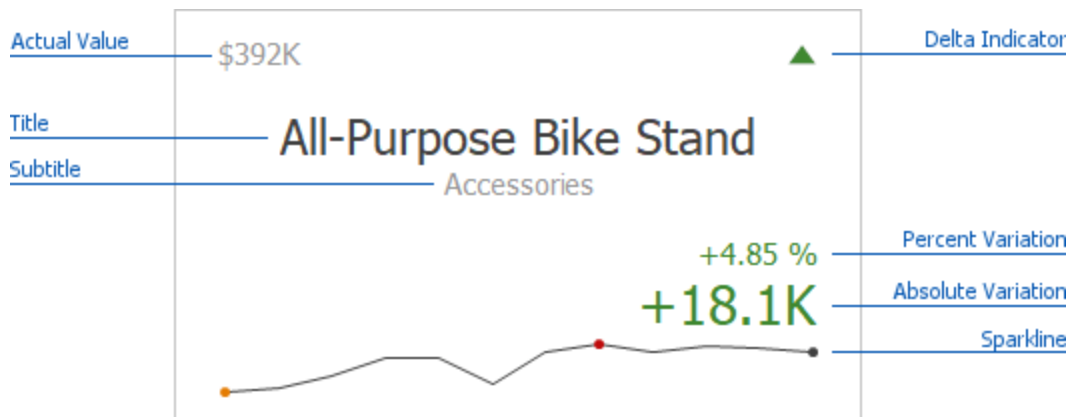 Actual Value
$392K
Delta Indicator
Title
All-Purpose Bike Stand
Subtitle
Accessories
+4.85 %
Percent Variation
+18.1K
Absolute Variation
Sparkline